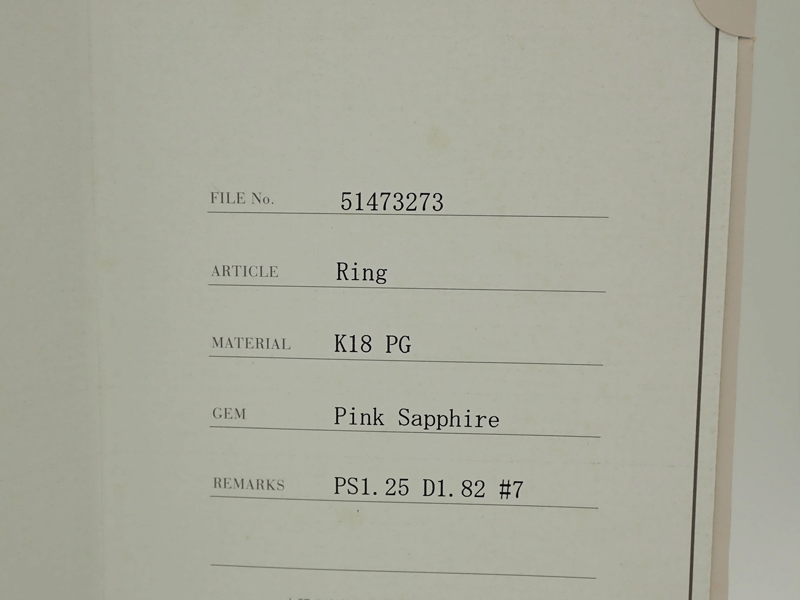 FILE No. 51473273
ARTICLE Ring
MATERIAL K18 PG
GEM Pink Sapphire
REMARKS PS1.25 D1.82 #7